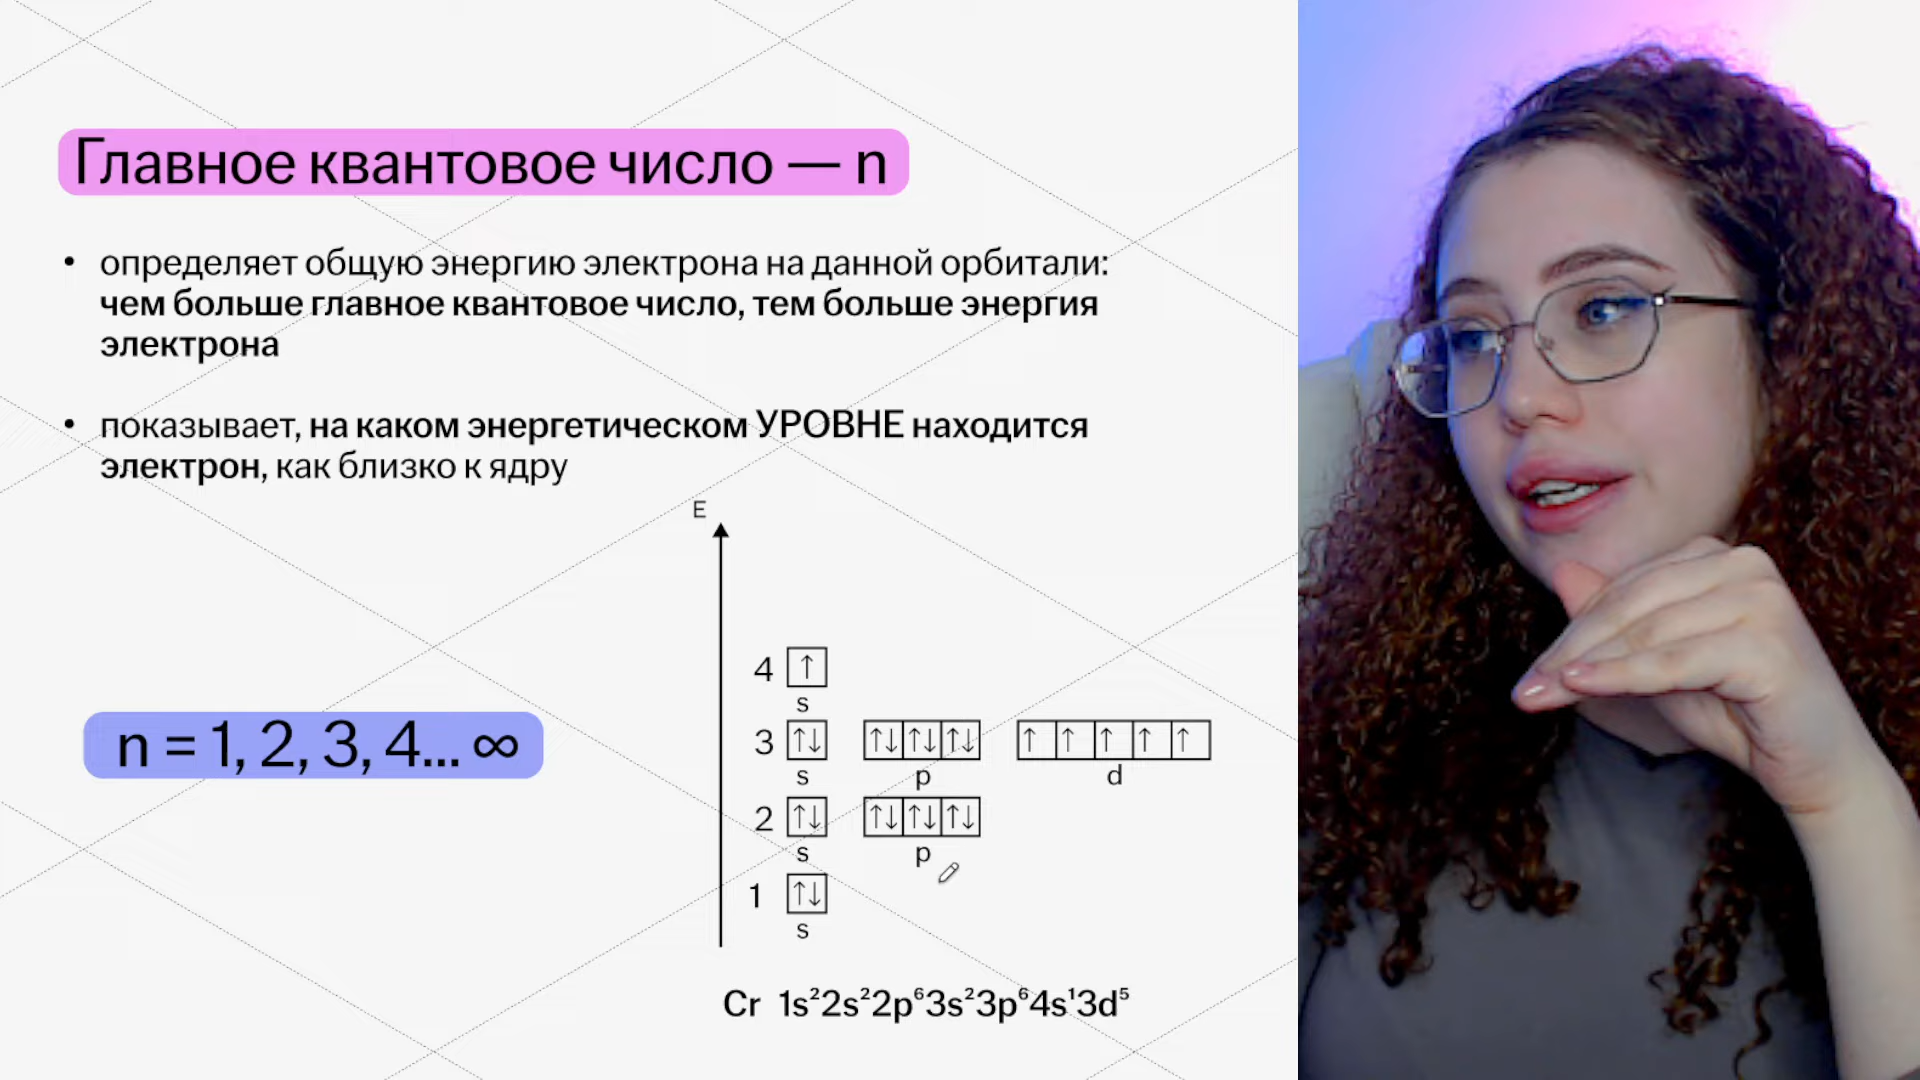 Главное квантовое число — n
• определяет общую энергию электрона на данной орбитали:
чем больше главное квантовое число, тем больше энергия
электрона
• показывает, на каком энергетическом УРОВНЕ находится
электрон, как близко к ядру
E
n = 1, 2, 3, 4... ∞
4 ↑
s
3 ↑↓ ↑↓ ↑↓ ↑↓ ↑ ↑ ↑ ↑ ↑
s p d
2 ↑↓ ↑↓ ↑↓ ↑↓
s p
1 ↑↓
s
Cr 1s²2s²2p⁶3s²3p⁶4s¹3d⁵